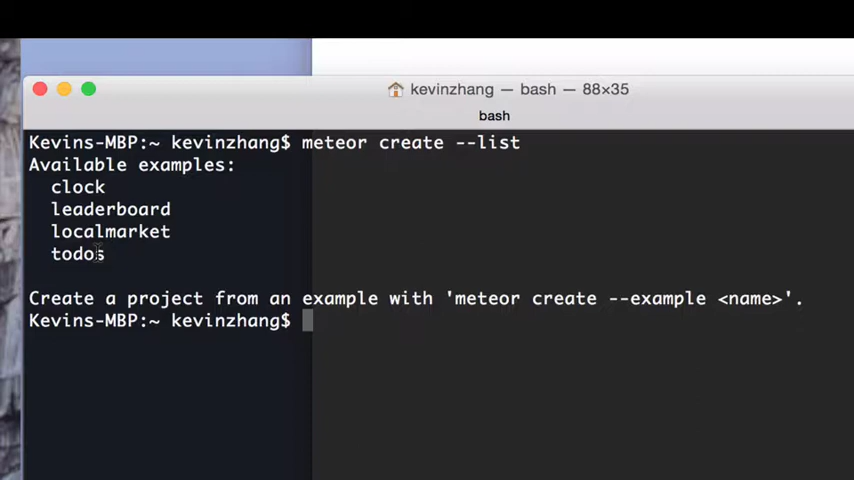 kevinzhang — bash — 88×35
bash
Kevins-MBP:~ kevinzhang$ meteor create --list
Available examples:
  clock
  leaderboard
  localmarket
  todos

Create a project from an example with 'meteor create --example <name>'.
Kevins-MBP:~ kevinzhang$